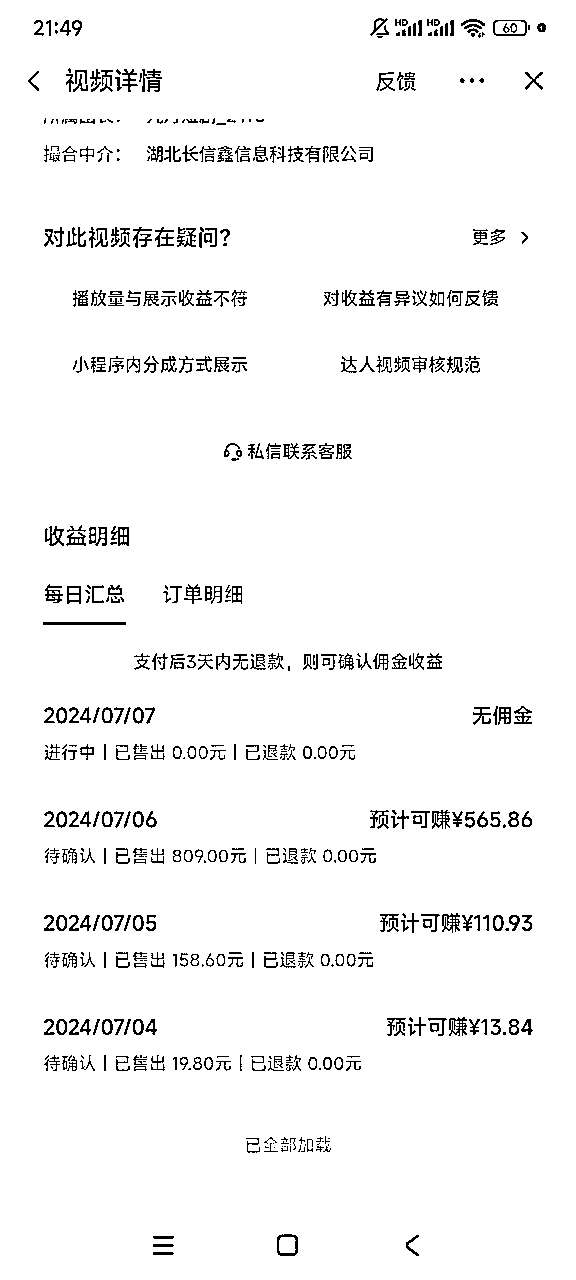 21:49
HD HD 60
视频详情 反馈
撮合中介： 湖北长信鑫信息科技有限公司
对此视频存在疑问？ 更多
播放量与展示收益不符 对收益有异议如何反馈
小程序内分成方式展示 达人视频审核规范
私信联系客服
收益明细
每日汇总 订单明细
支付后3天内无退款，则可确认佣金收益
2024/07/07 无佣金
进行中 | 已售出 0.00元 | 已退款 0.00元
2024/07/06 预计可赚¥565.86
待确认 | 已售出 809.00元 | 已退款 0.00元
2024/07/05 预计可赚¥110.93
待确认 | 已售出 158.60元 | 已退款 0.00元
2024/07/04 预计可赚¥13.84
待确认 | 已售出 19.80元 | 已退款 0.00元
已全部加载